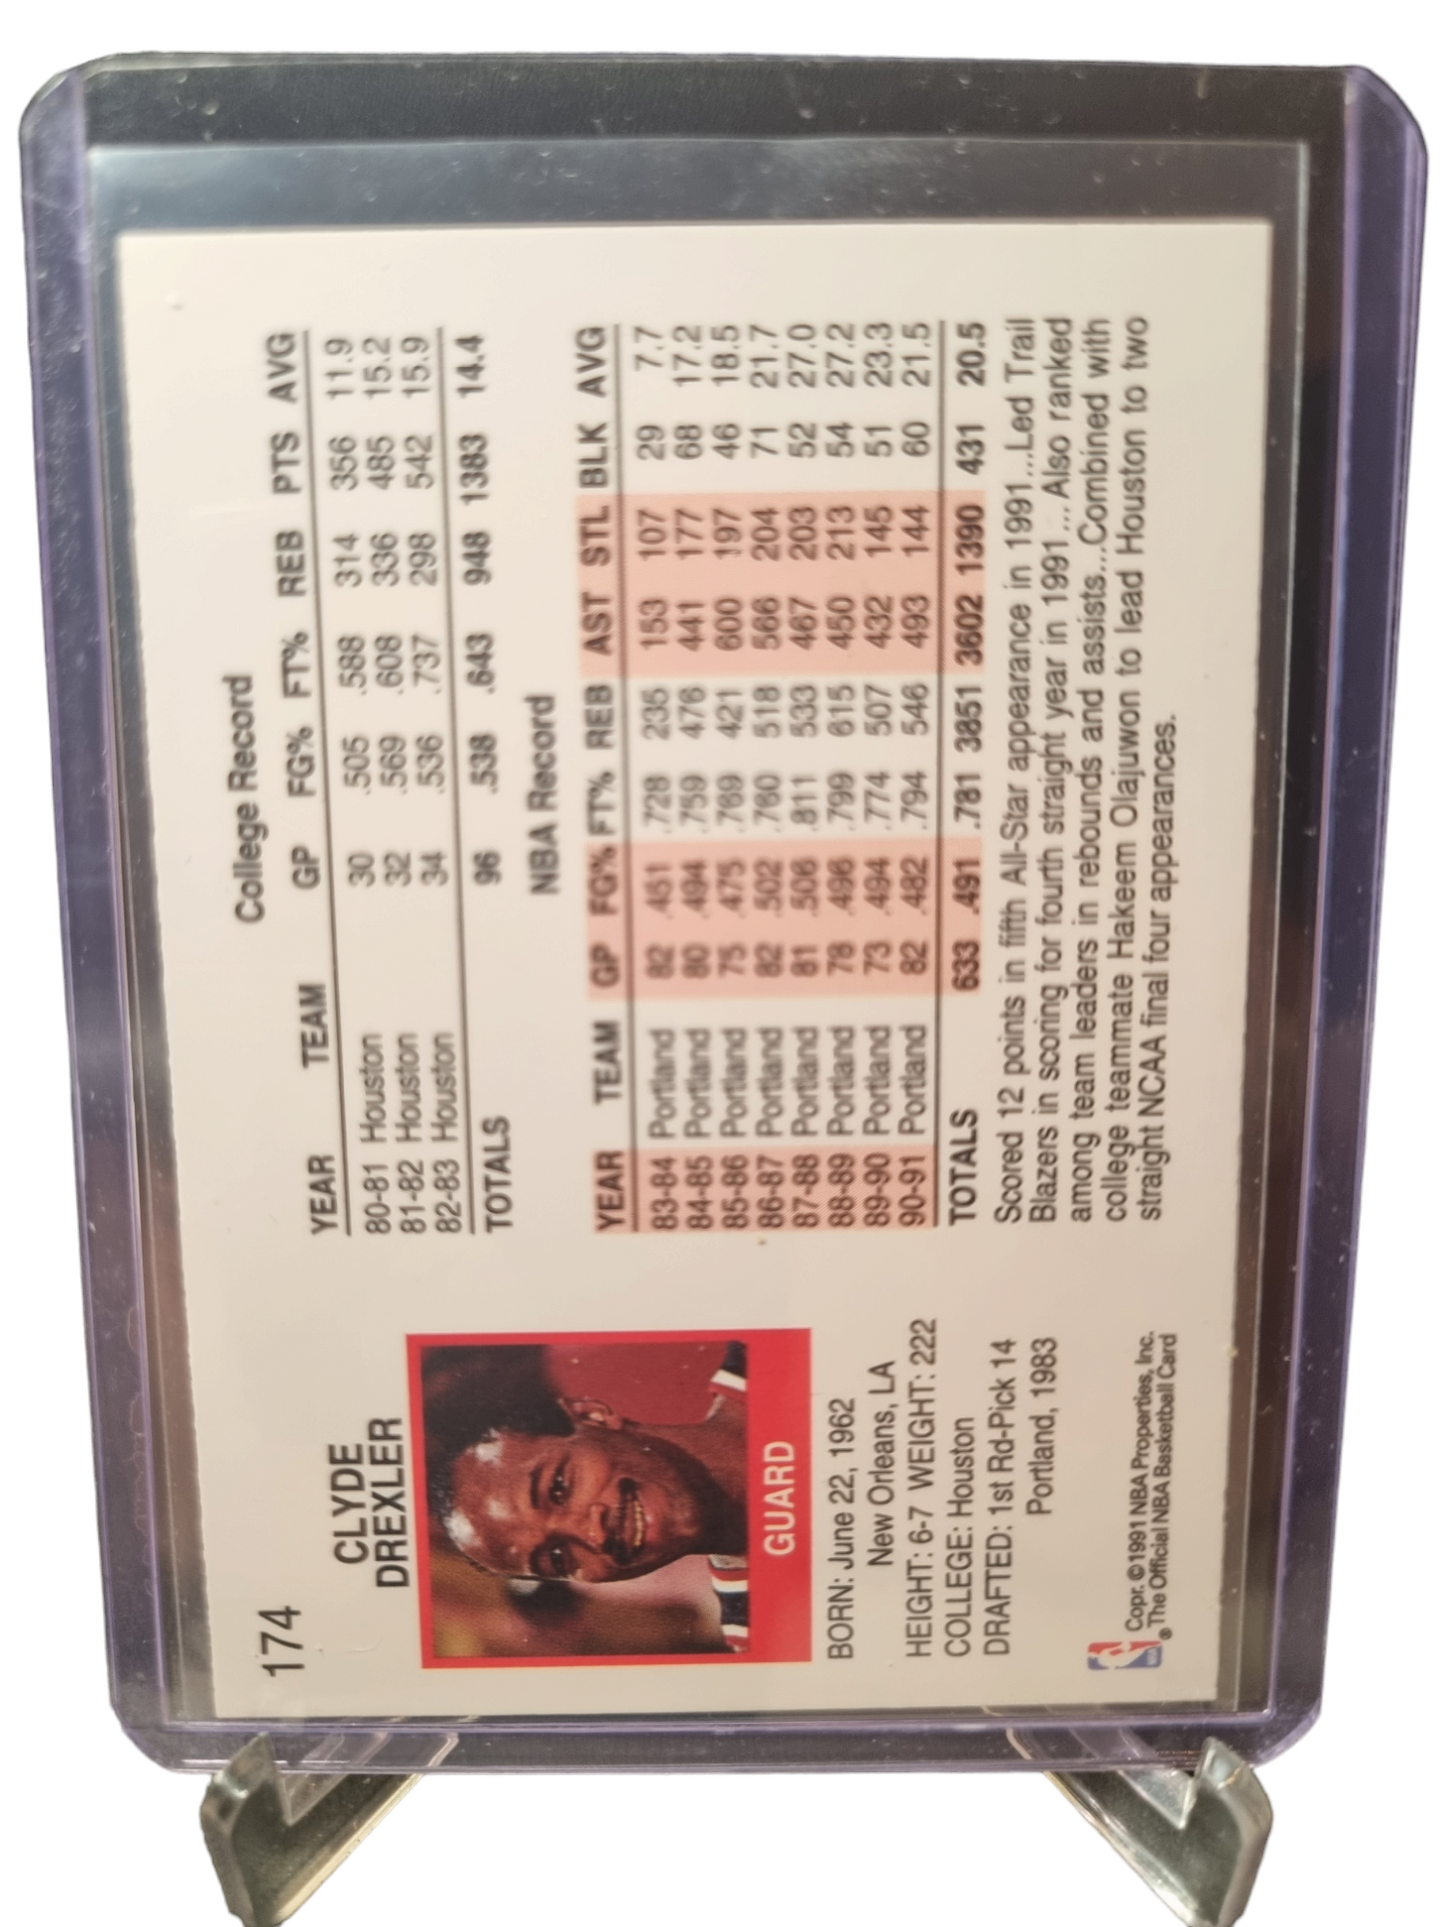 174
CLYDE
DREXLER
GUARD
BORN: June 22, 1962
New Orleans, LA
HEIGHT: 6-7 WEIGHT: 222
COLLEGE: Houston
DRAFTED: 1st Rd-Pick 14
Portland, 1983
Copr. ©1991 NBA Properties, Inc.
® The Official NBA Basketball Card
College Record
YEAR TEAM GP FG% FT% REB PTS AVG
80-81 Houston 30 .505 .588 314 356 11.9
81-82 Houston 32 .569 .608 336 485 15.2
82-83 Houston 34 .536 .737 298 542 15.9
TOTALS 96 .538 .643 948 1383 14.4
NBA Record
YEAR TEAM GP FG% FT% REB AST STL BLK AVG
83-84 Portland 82 .451 .728 235 153 107 29 7.7
84-85 Portland 80 .494 .759 476 441 177 68 17.2
85-86 Portland 75 .475 .769 421 600 197 46 18.5
86-87 Portland 82 .502 .760 518 566 204 71 21.7
87-88 Portland 81 .506 .811 533 467 203 52 27.0
88-89 Portland 78 .496 .799 615 450 213 54 27.2
89-90 Portland 73 .494 .774 507 432 145 51 23.3
90-91 Portland 82 .482 .794 546 493 144 60 21.5
TOTALS 633 .491 .781 3851 3602 1390 431 20.5
Scored 12 points in fifth All-Star appearance in 1991...Led Trail
Blazers in scoring for fourth straight year in 1991... Also ranked
among team leaders in rebounds and assists...Combined with
college teammate Hakeem Olajuwon to lead Houston to two
straight NCAA final four appearances.